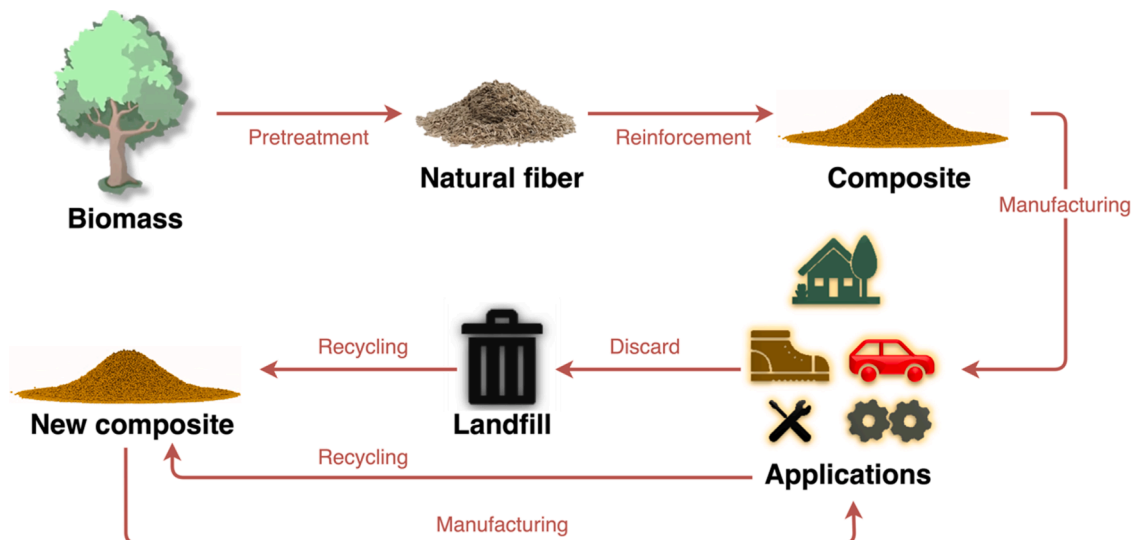 Pretreatment
Reinforcement
Natural fiber
Composite
Biomass
Manufacturing
Recycling
Discard
New composite
Landfill
Recycling
Applications
Manufacturing